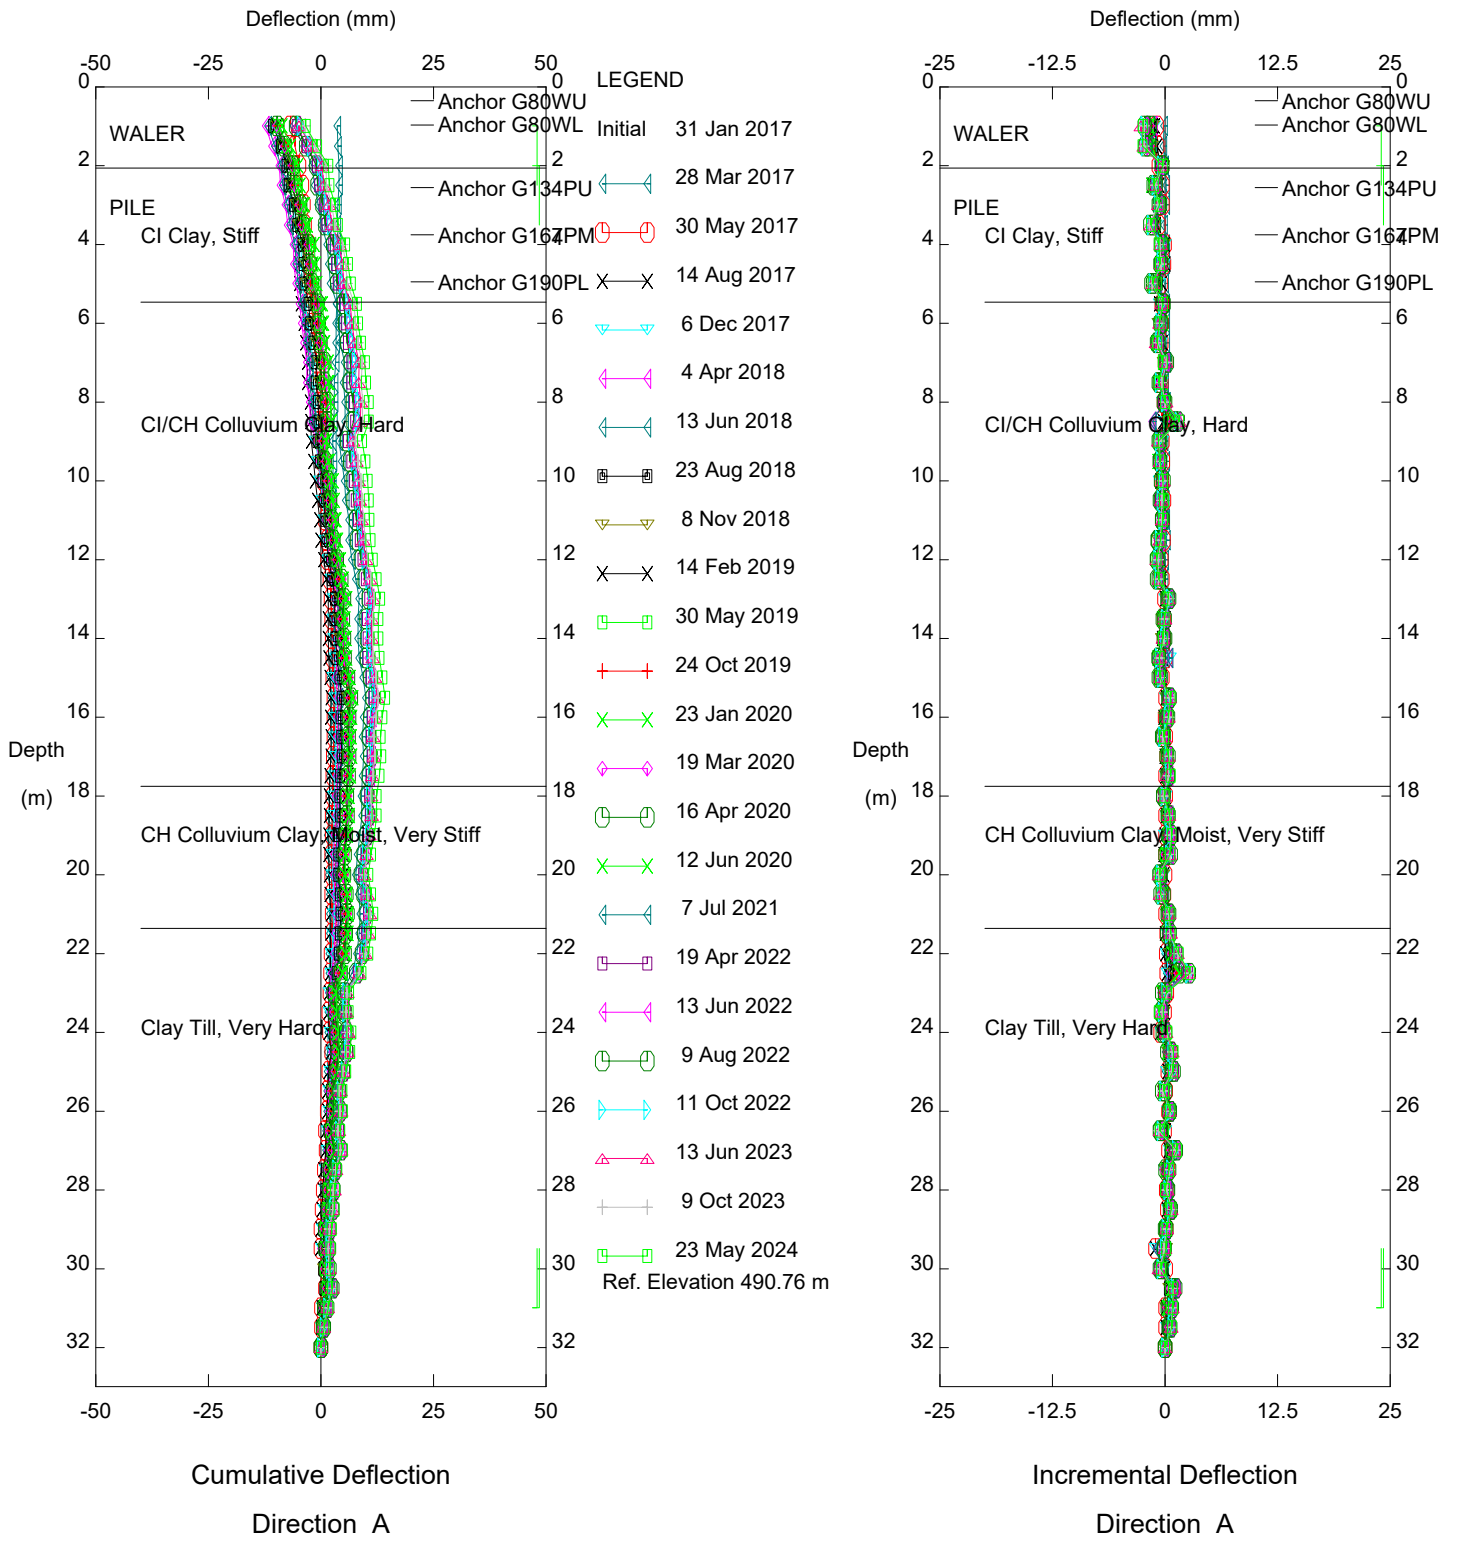 Deflection (mm)
-50 -25 0 25 50
0 0
2 2
4 4
6 6
8 8
10 10
12 12
14 14
16 16
18 18
20 20
22 22
24 24
26 26
28 28
30 30
32 32
Depth
(m)
WALER
PILE
CI Clay, Stiff
CI/CH Colluvium Clay, Hard
CH Colluvium Clay, Moist, Very Stiff
Clay Till, Very Hard
Anchor G80WU
Anchor G80WL
Anchor G134PU
Anchor G164PM
Anchor G190PL
-50 -25 0 25 50
Cumulative Deflection
Direction A
LEGEND
Initial 31 Jan 2017
28 Mar 2017
30 May 2017
14 Aug 2017
6 Dec 2017
4 Apr 2018
13 Jun 2018
23 Aug 2018
8 Nov 2018
14 Feb 2019
30 May 2019
24 Oct 2019
23 Jan 2020
19 Mar 2020
16 Apr 2020
12 Jun 2020
7 Jul 2021
19 Apr 2022
13 Jun 2022
9 Aug 2022
11 Oct 2022
13 Jun 2023
9 Oct 2023
23 May 2024
Ref. Elevation 490.76 m
Deflection (mm)
-25 -12.5 0 12.5 25
0 0
2 2
4 4
6 6
8 8
10 10
12 12
14 14
16 16
18 18
20 20
22 22
24 24
26 26
28 28
30 30
32 32
Depth
(m)
WALER
PILE
CI Clay, Stiff
CI/CH Colluvium Clay, Hard
CH Colluvium Clay, Moist, Very Stiff
Clay Till, Very Hard
Anchor G80WU
Anchor G80WL
Anchor G134PU
Anchor G164PM
Anchor G190PL
-25 -12.5 0 12.5 25
Incremental Deflection
Direction A